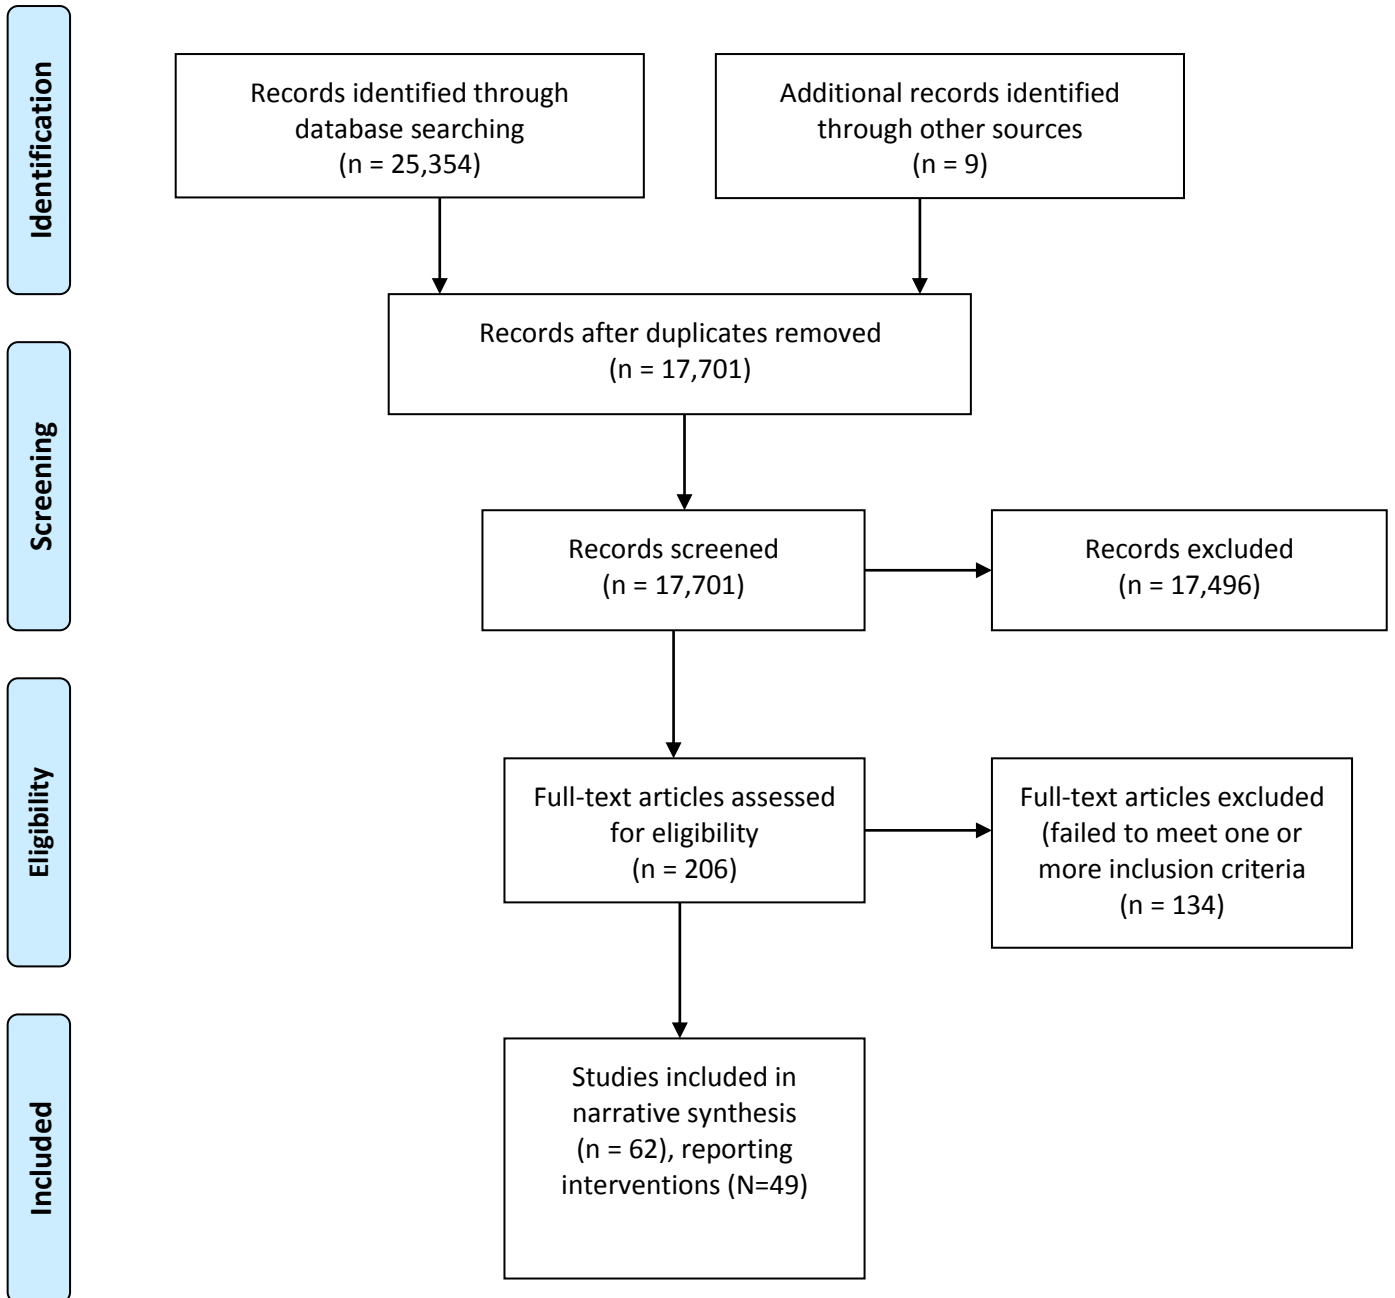 Identification
Records identified through
database searching
(n = 25,354)
Additional records identified
through other sources
(n = 9)
Records after duplicates removed
(n = 17,701)
Screening
Records screened
(n = 17,701)
Records excluded
(n = 17,496)
Eligibility
Full-text articles assessed
for eligibility
(n = 206)
Full-text articles excluded
(failed to meet one or
more inclusion criteria
(n = 134)
Included
Studies included in
narrative synthesis
(n = 62), reporting
interventions (N=49)